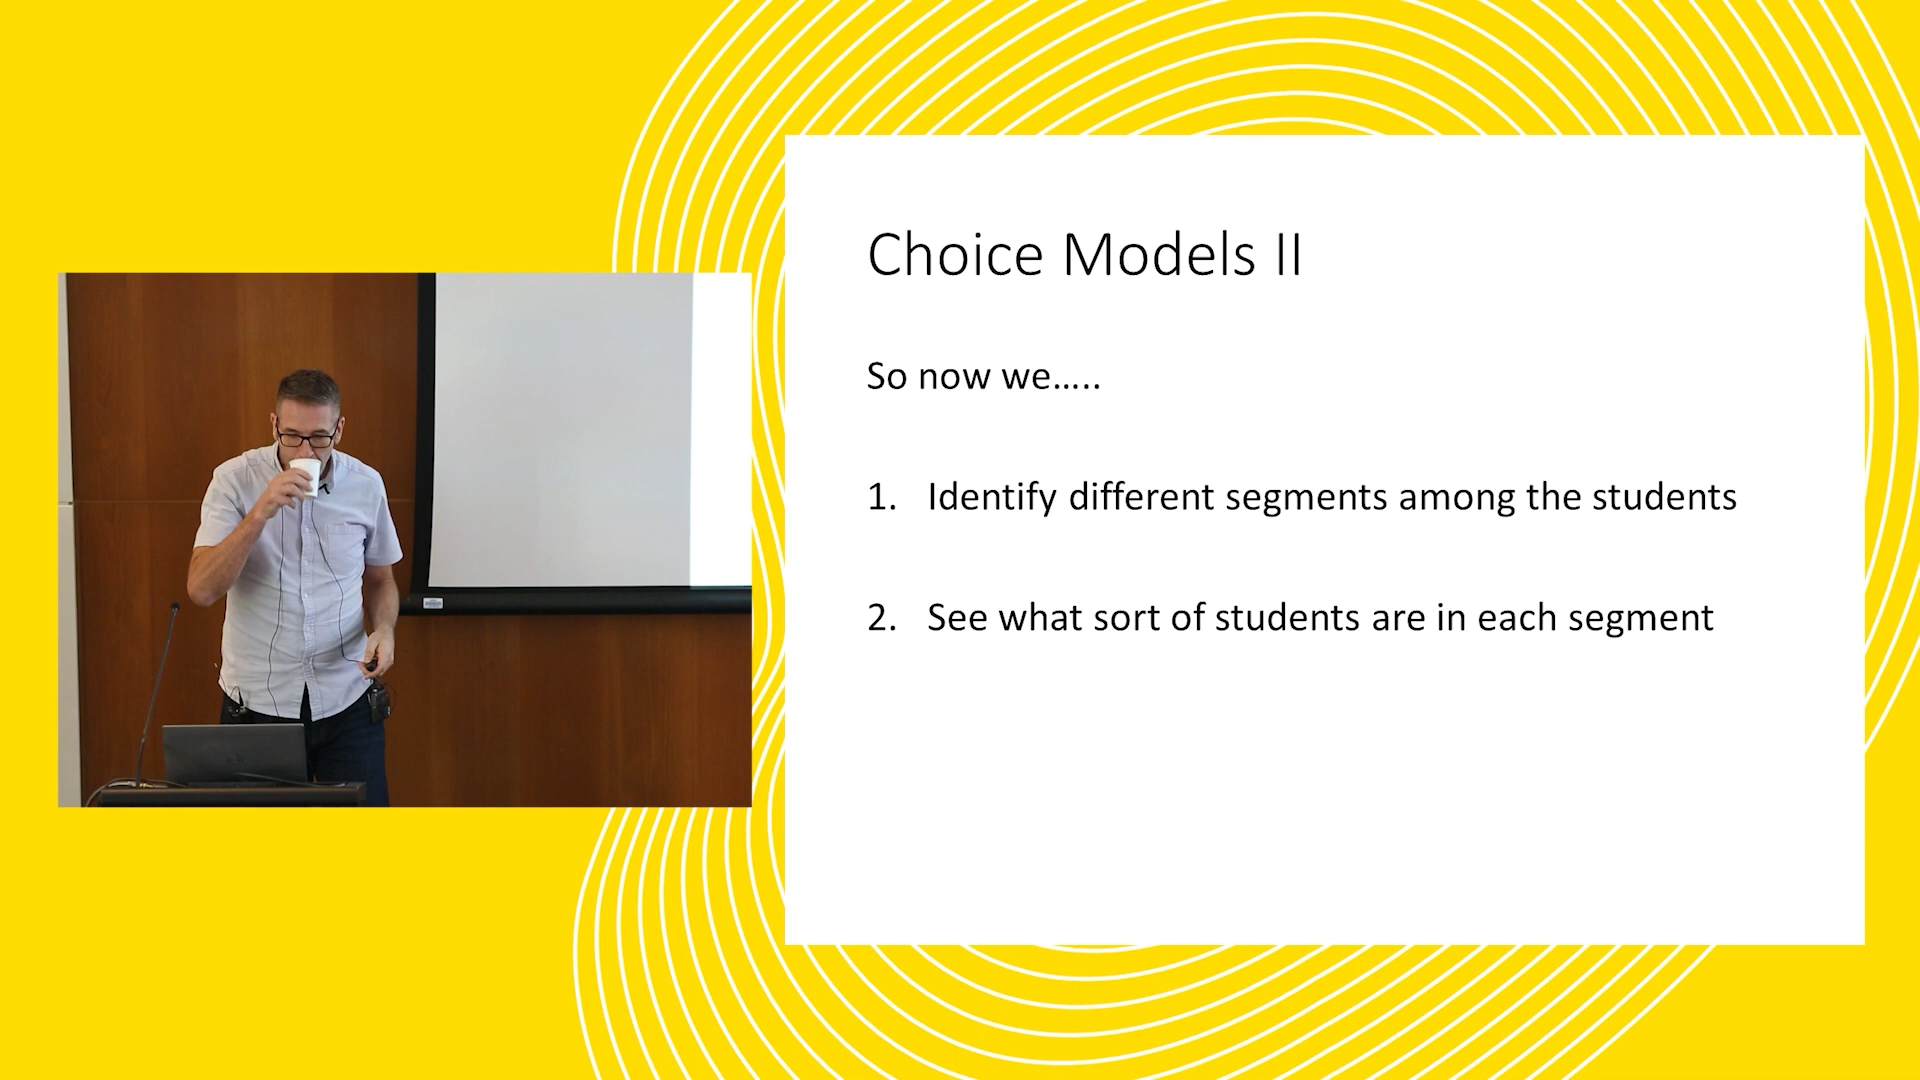 Choice Models II
So now we.....
1. Identify different segments among the students
2. See what sort of students are in each segment